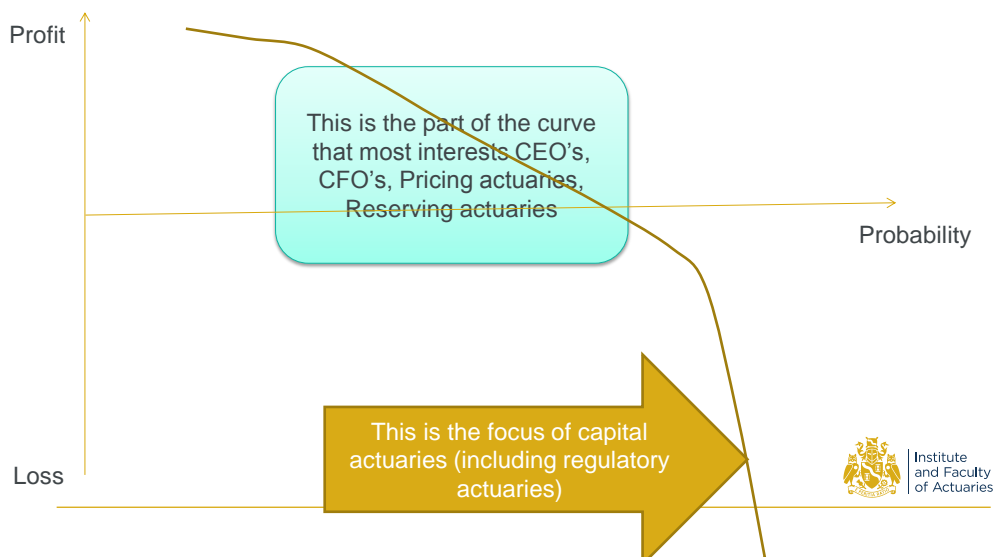 Profit
This is the part of the curve
that most interests CEO's,
CFO's, Pricing actuaries,
Reserving actuaries
Probability
This is the focus of capital
actuaries (including regulatory
actuaries)
Loss
Institute
and Faculty
of Actuaries